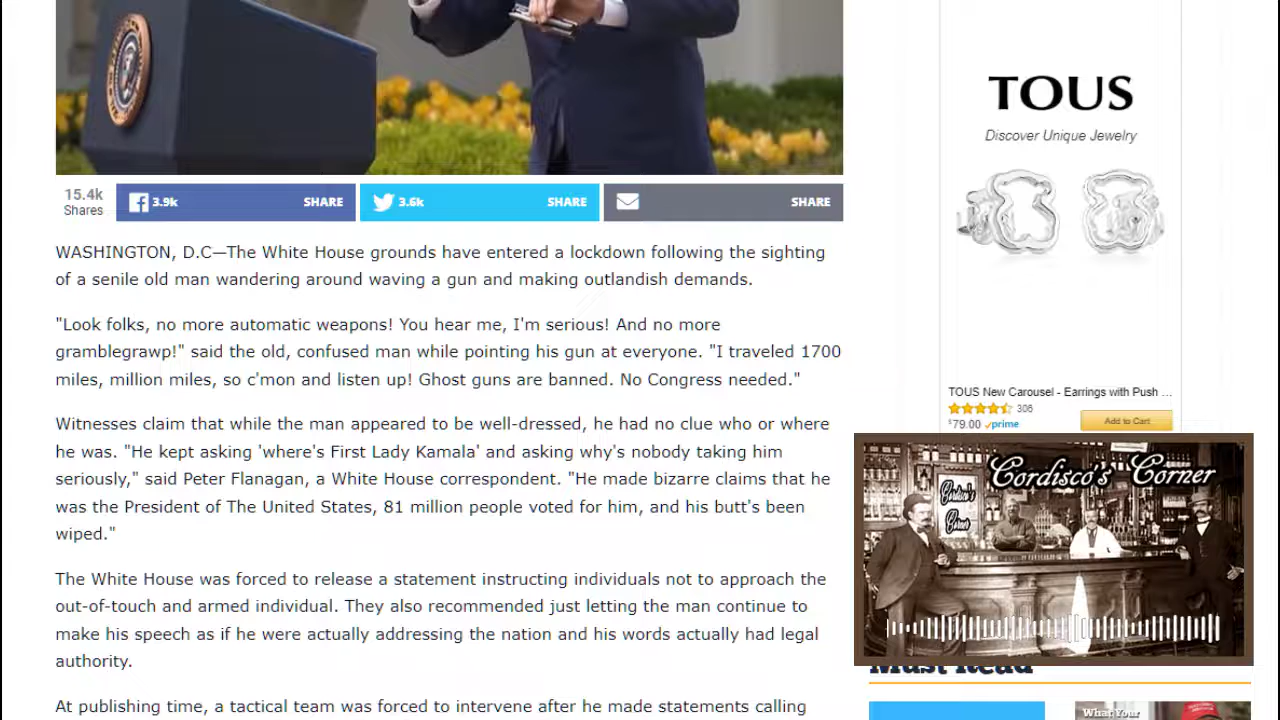 15.4k
Shares
3.9k
SHARE
3.6k
SHARE
SHARE
WASHINGTON, D.C—The White House grounds have entered a lockdown following the sighting
of a senile old man wandering around waving a gun and making outlandish demands.
"Look folks, no more automatic weapons! You hear me, I'm serious! And no more
gramblegrawp!" said the old, confused man while pointing his gun at everyone. "I traveled 1700
miles, million miles, so c'mon and listen up! Ghost guns are banned. No Congress needed."
Witnesses claim that while the man appeared to be well-dressed, he had no clue who or where
he was. "He kept asking 'where's First Lady Kamala' and asking why's nobody taking him
seriously," said Peter Flanagan, a White House correspondent. "He made bizarre claims that he
was the President of The United States, 81 million people voted for him, and his butt's been
wiped."
The White House was forced to release a statement instructing individuals not to approach the
out-of-touch and armed individual. They also recommended just letting the man continue to
make his speech as if he were actually addressing the nation and his words actually had legal
authority.
At publishing time, a tactical team was forced to intervene after he made statements calling
TOUS
Discover Unique Jewelry
TOUS New Carousel - Earrings with Push ...
306
$79.00 prime
Add to Cart
Cordisco's Corner
Cordisco's
Corner
Must Read
What Your